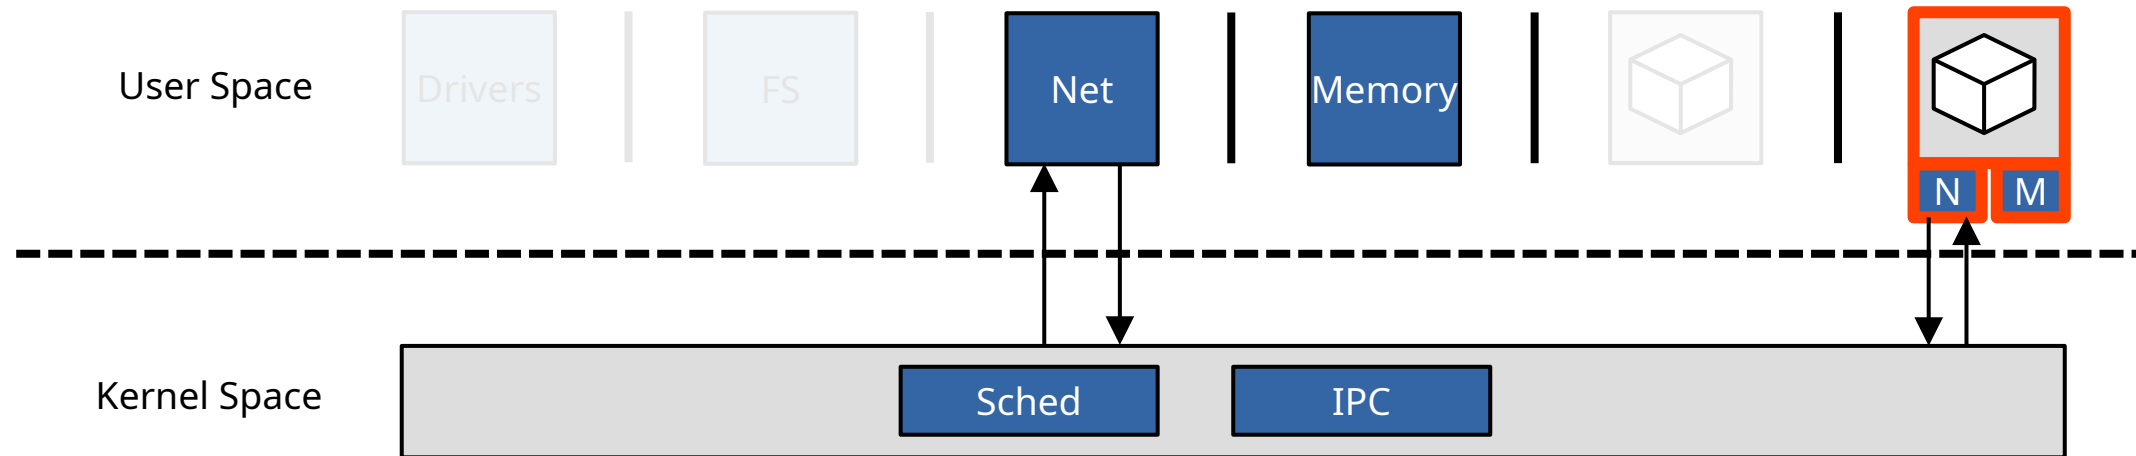 User Space
Drivers
FS
Net
Memory
N
M
Kernel Space
Sched
IPC